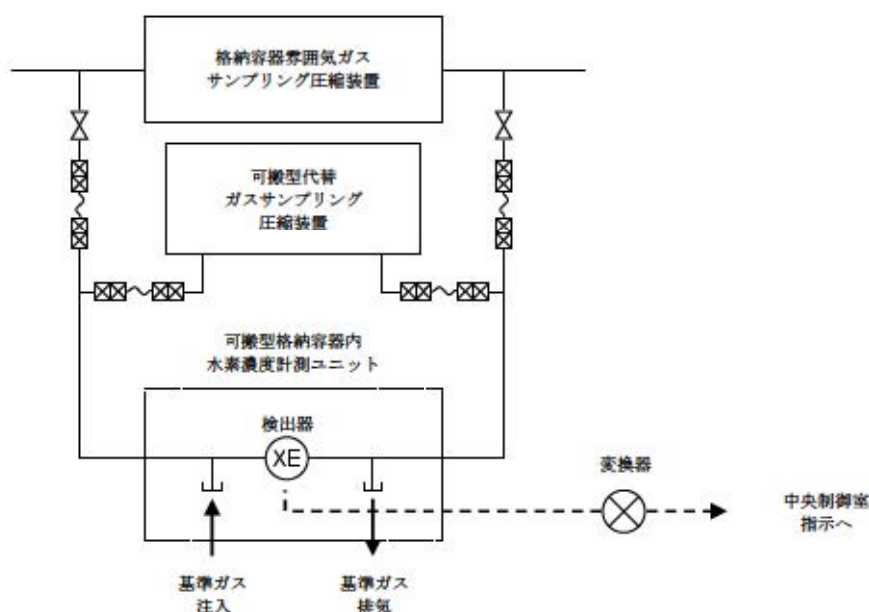 格納容器雰囲気ガス
サンプリング圧縮装置
可搬型代替
ガスサンプリング
圧縮装置
可搬型格納容器内
水素濃度計測ユニット
検出器
XE
変換器
中央制御室
指示へ
基準ガス
注入
基準ガス
排気